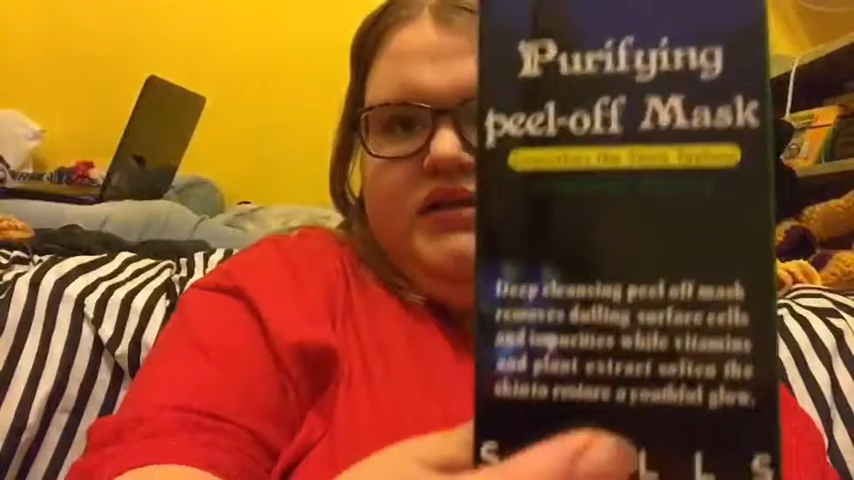 Purifying
peel-off Mask
Deep cleansing peel off mask
removes dulling surface cells
and impurities while vitamins
and plant extract soften the
skin to restore a youthful glow.